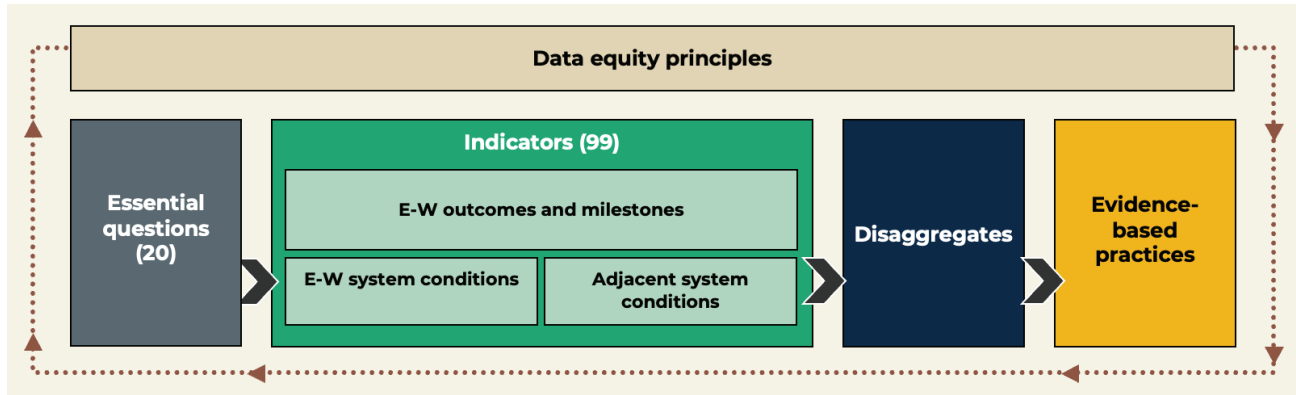 Data equity principles
Essential
questions
(20)
Indicators (99)
E-W outcomes and milestones
E-W system conditions
Adjacent system
conditions
Disaggregates
Evidence-
based
practices